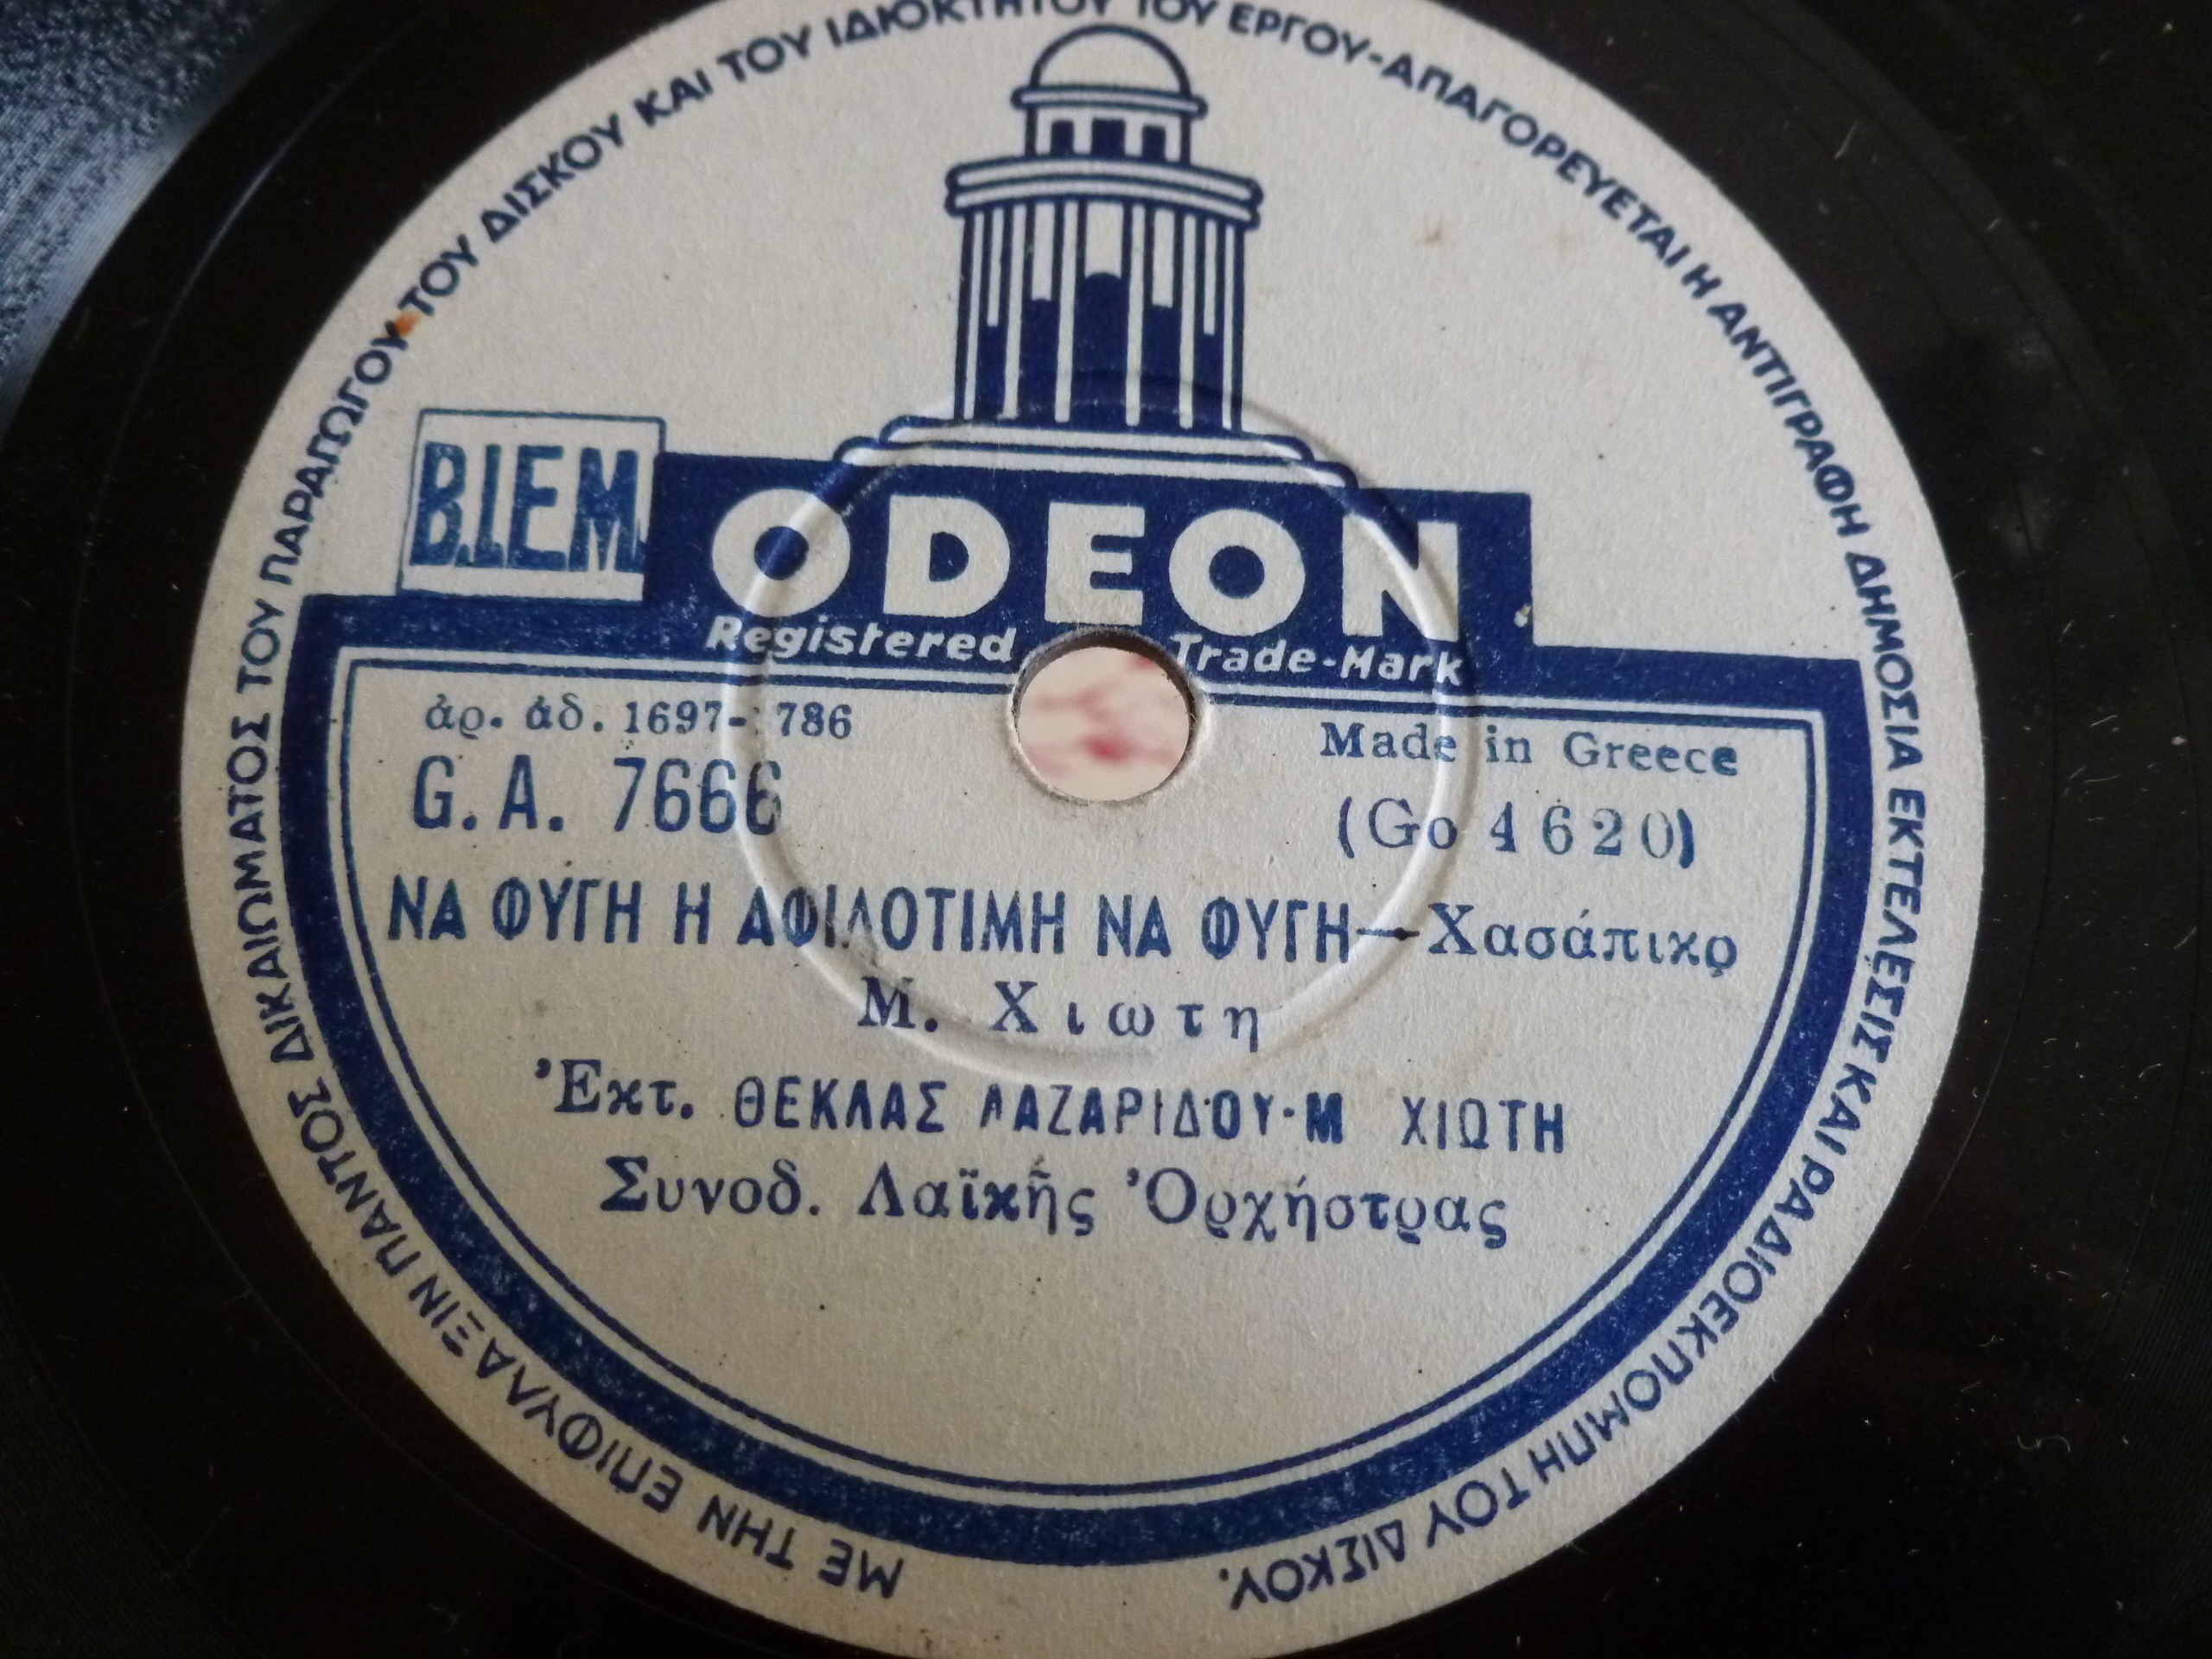 ΜΕ ΤΗΝ ΕΠΙΦΥΛΑΞΙΝ ΠΑΝΤΟΣ ΔΙΚΑΙΩΜΑΤΟΣ ΤΟΥ ΠΑΡΑΓΩΓΟΥ ΤΟΥ ΔΙΣΚΟΥ ΚΑΙ ΤΟΥ ΙΔΙΟΚΤΗΤΟΥ ΤΟΥ ΕΡΓΟΥ-ΑΠΑΓΟΡΕΥΕΤΑΙ Η ΑΝΤΙΓΡΑΦΗ ΔΗΜΟΣΙΑ ΕΚΤΕΛΕΣΙΣ ΚΑΙ ΡΑΔΙΟΕΚΠΟΜΠΗ ΤΟΥ ΔΙΣΚΟΥ.
B.I.E.M.
ODEON
Registered Trade-Mark
ἀρ. ἀδ. 1697-1786
Made in Greece
G. A. 7666
(Go 4620)
ΝΑ ΦΥΓΗ Η ΑΦΙΛΟΤΙΜΗ ΝΑ ΦΥΓΗ—Χασάπικο
Μ. Χιωτη
Ἐκτ. ΘΕΚΛΑΣ ΛΑΖΑΡΙΔΟΥ-Μ ΧΙΩΤΗ
Συνοδ. Λαϊκῆς Ὀρχήστρας